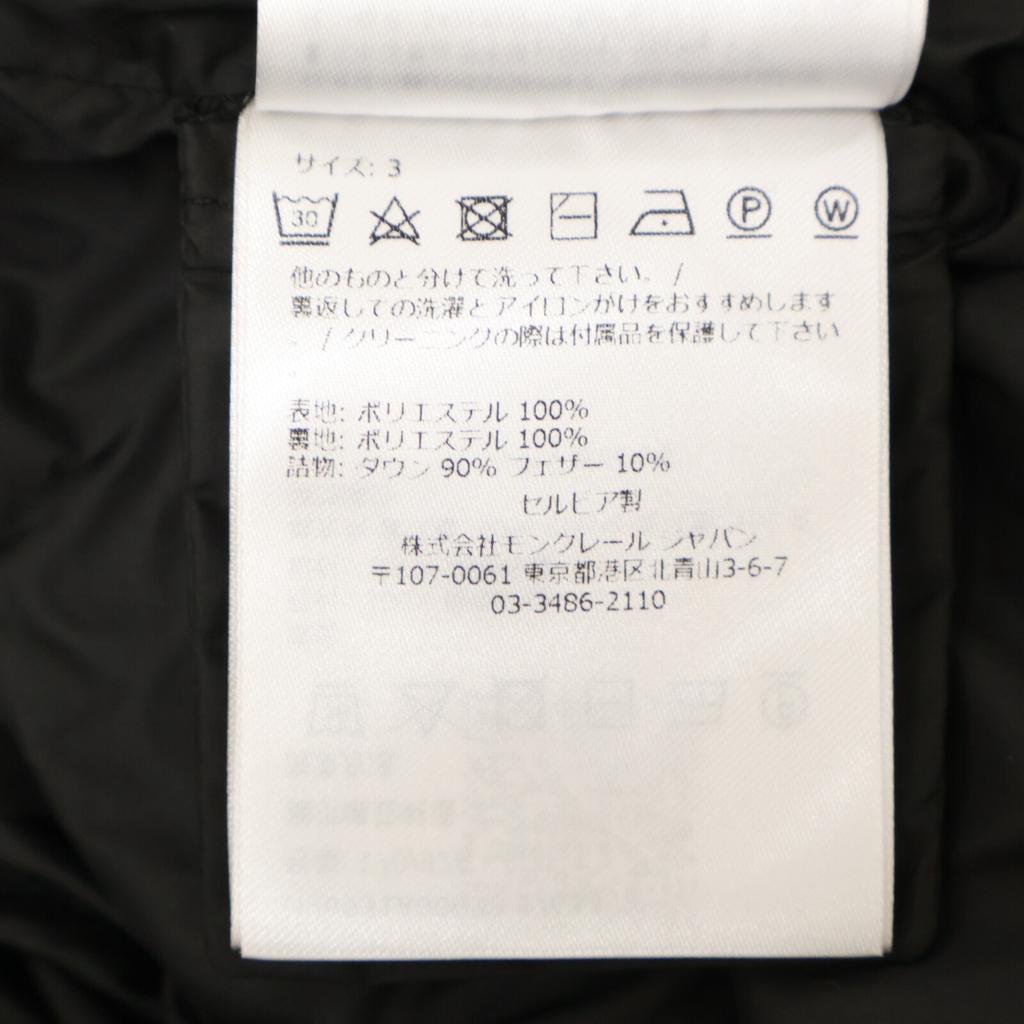 サイズ: 3
30
P W
他のものと分けて洗って下さい。 /
裏返しての洗濯とアイロンがけをおすすめします
。 / クリーニングの際は付属品を保護して下さい
表地: ポリエステル 100%
裏地: ポリエステル 100%
詰物: ダウン 90% フェザー 10%
セルビア製
株式会社モンクレール ジャパン
〒107-0061 東京都港区北青山3-6-7
03-3486-2110